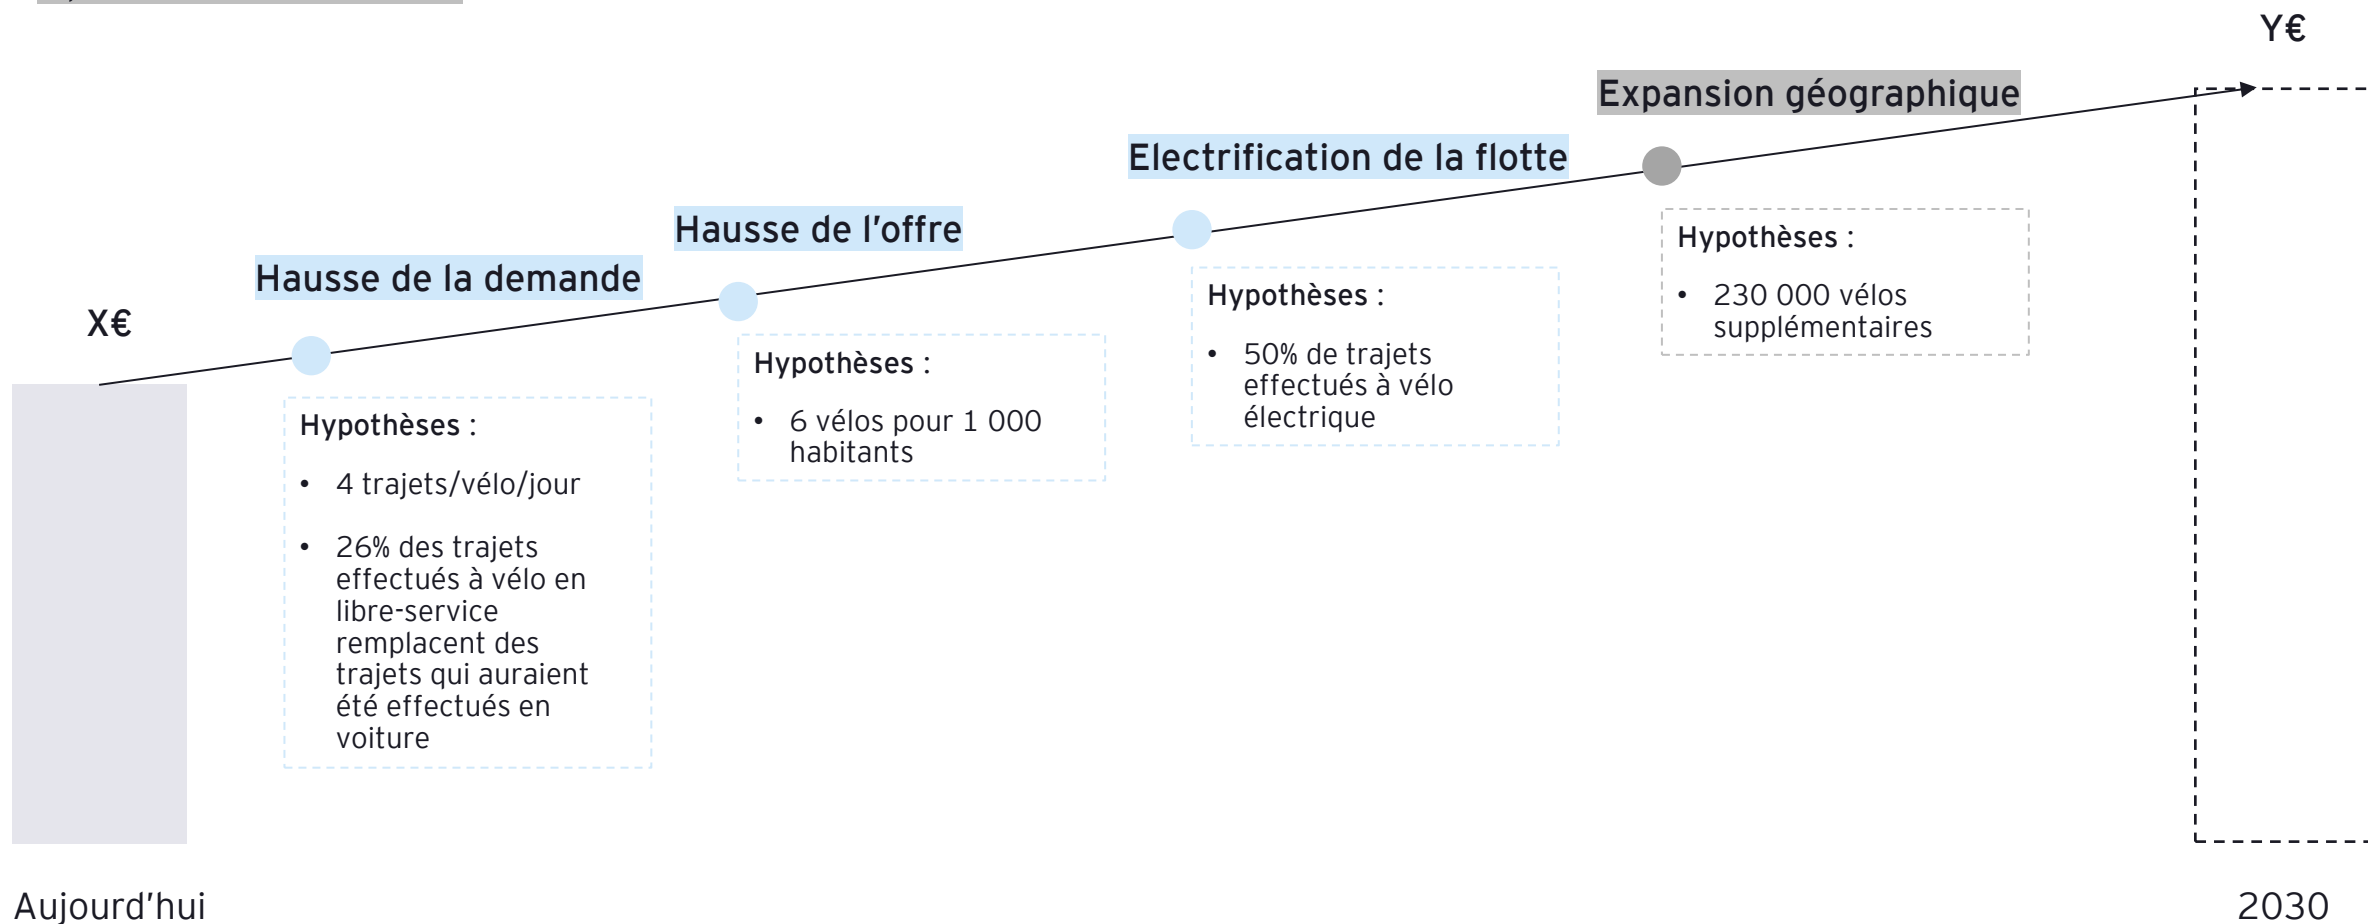 Y€
Expansion géographique
Electrification de la flotte
Hausse de l'offre
Hausse de la demande
X€
Hypothèses :
• 4 trajets/vélo/jour
• 26% des trajets
effectués à vélo en
libre-service
remplacent des
trajets qui auraient
été effectués en
voiture
Hypothèses :
• 6 vélos pour 1 000
habitants
Hypothèses :
• 50% de trajets
effectués à vélo
électrique
Hypothèses :
• 230 000 vélos
supplémentaires
Aujourd'hui
2030